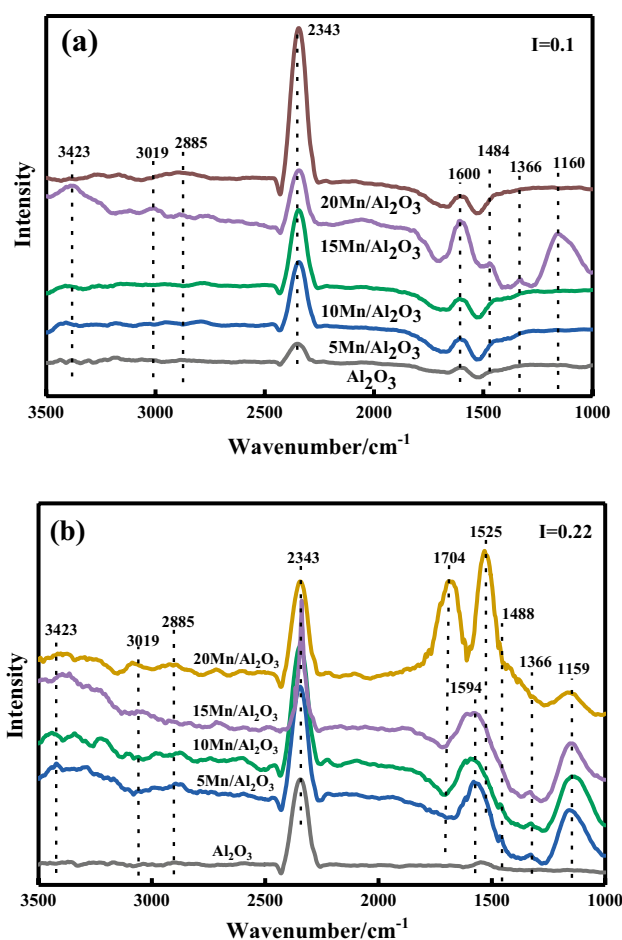 (a)
2343
I=0.1
3423
3019
2885
1600
1484
1366
1160
20Mn/Al₂O₃
15Mn/Al₂O₃
10Mn/Al₂O₃
5Mn/Al₂O₃
Al₂O₃
Intensity
3500 3000 2500 2000 1500 1000
Wavenumber/cm⁻¹
(b)
1525
I=0.22
2343
1704
3423
3019
2885
1488
1366
1159
1594
20Mn/Al₂O₃
15Mn/Al₂O₃
10Mn/Al₂O₃
5Mn/Al₂O₃
Al₂O₃
Intensity
3500 3000 2500 2000 1500 1000
Wavenumber/cm⁻¹